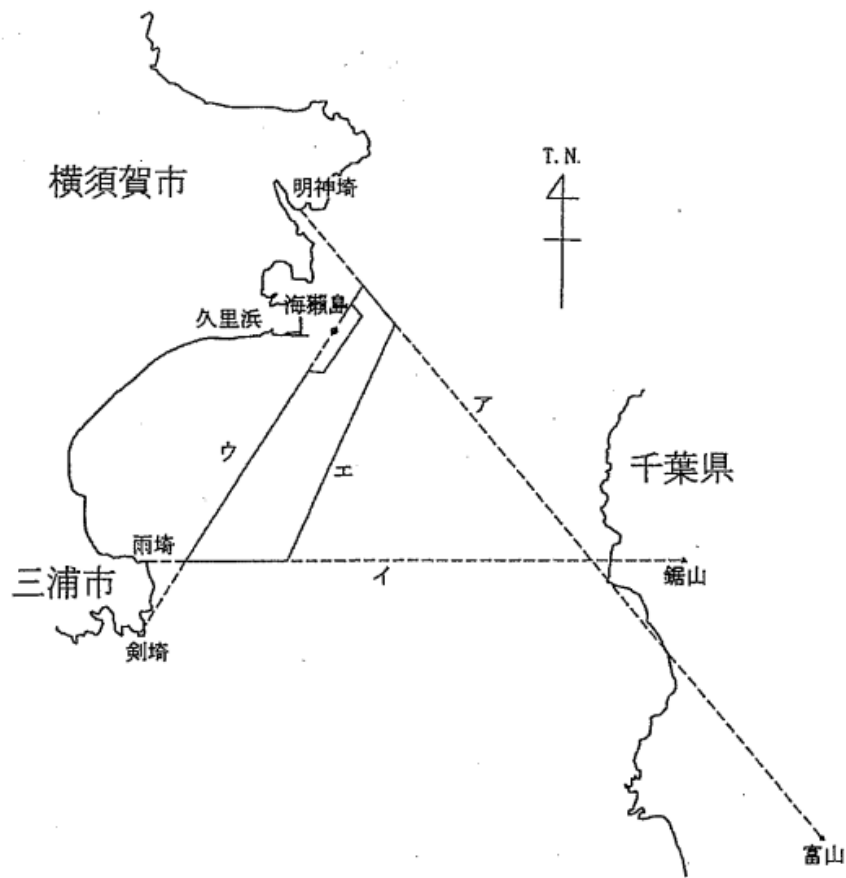 横須賀市
明神埼
T.N.
海獺島
久里浜
ア
ウ
エ
千葉県
雨埼
イ
鋸山
三浦市
剣埼
富山